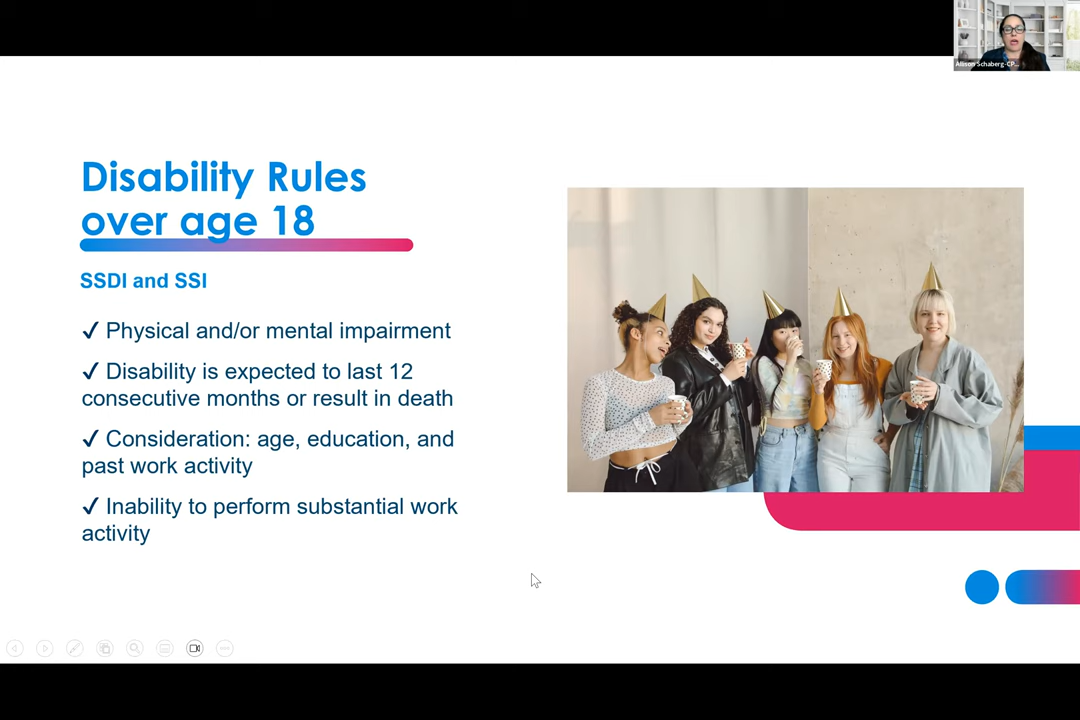 Allison Schaberg-CP...
Disability Rules
over age 18
SSDI and SSI
✓ Physical and/or mental impairment
✓ Disability is expected to last 12
consecutive months or result in death
✓ Consideration: age, education, and
past work activity
✓ Inability to perform substantial work
activity